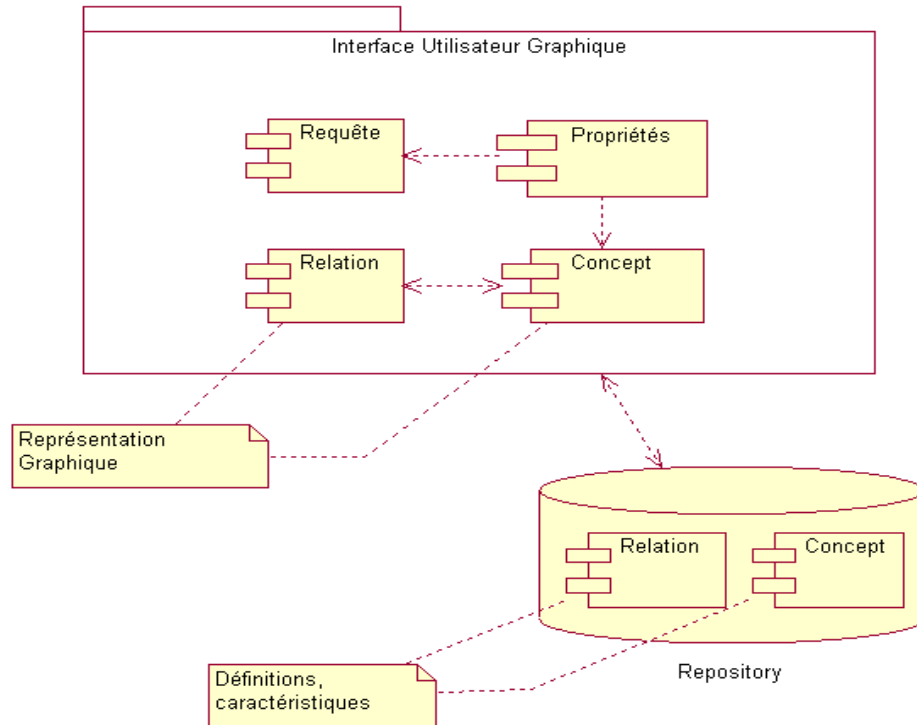 Interface Utilisateur Graphique
Requête
Propriétés
Relation
Concept
Représentation
Graphique
Relation
Concept
Repository
Définitions,
caractéristiques